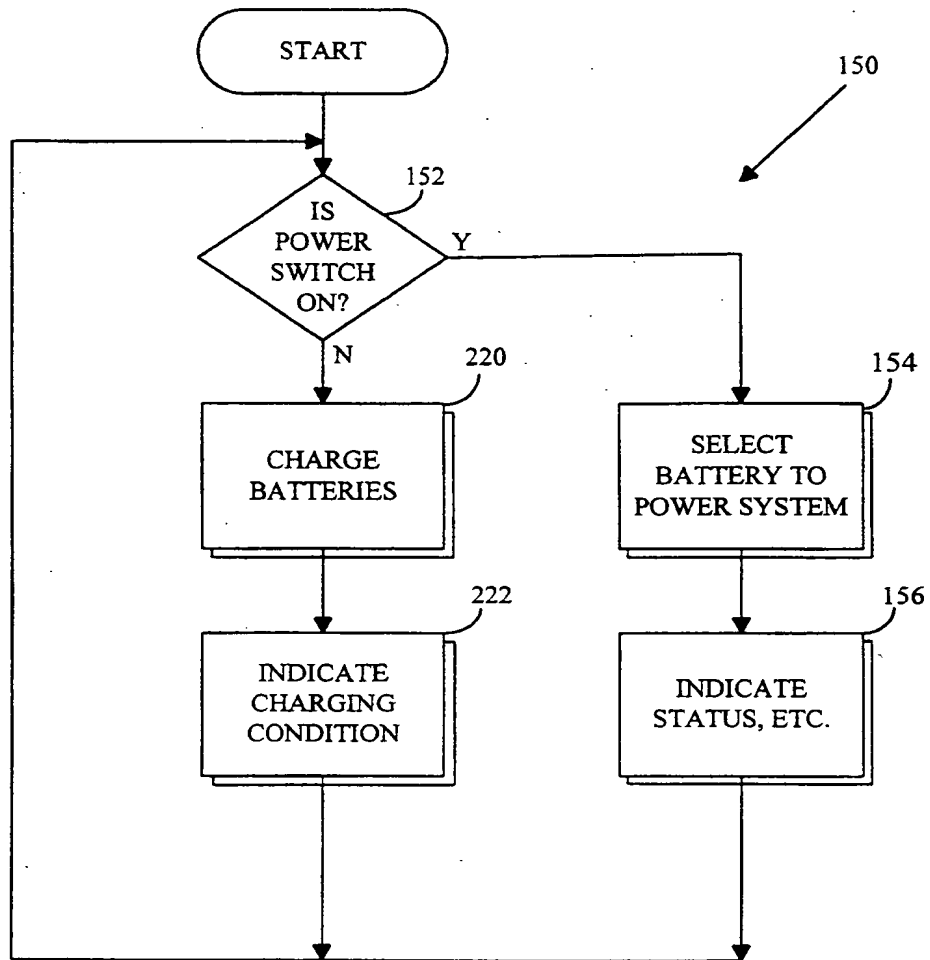 START
150
152
IS
POWER
SWITCH
ON?
Y
N
220
154
CHARGE
BATTERIES
SELECT
BATTERY TO
POWER SYSTEM
222
156
INDICATE
CHARGING
CONDITION
INDICATE
STATUS, ETC.